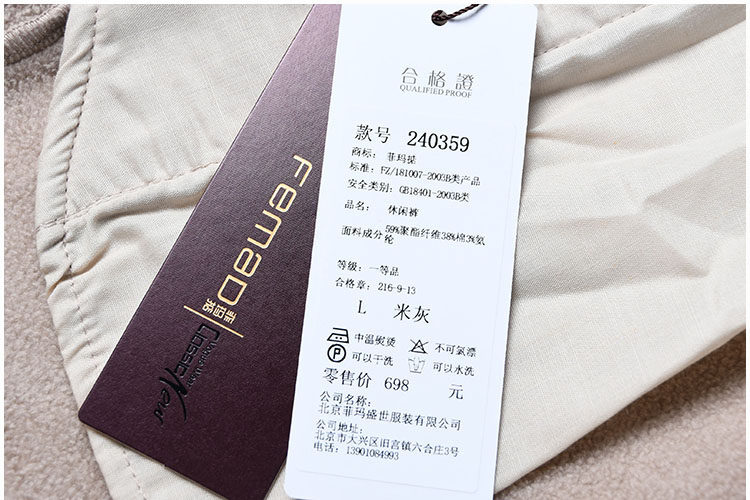 合格證
QUALIFIED PROOF
款号 240359
商标: 菲玛提
标准: FZ/181007-2003B类产品
安全类别: GB18401-2003B类
品名: 休闲裤
面料成分 59%聚酯纤维38%棉3%氨纶
等级: 一等品
合格章: 216-9-13
L 米灰
中温熨烫 不可氯漂
可以干洗 可以水洗
零售价 698 元
公司名称:
北京菲玛盛世服装有限公司
公司地址:
北京市大兴区旧宫镇六合庄3号
电话: 13901084993
FEMAD